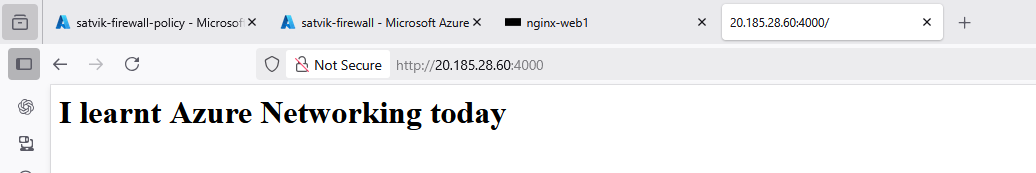 satvik-firewall-policy - Microsof
satvik-firewall - Microsoft Azure
nginx-web1
20.185.28.60:4000/
Not Secure
http://20.185.28.60:4000
I learnt Azure Networking today